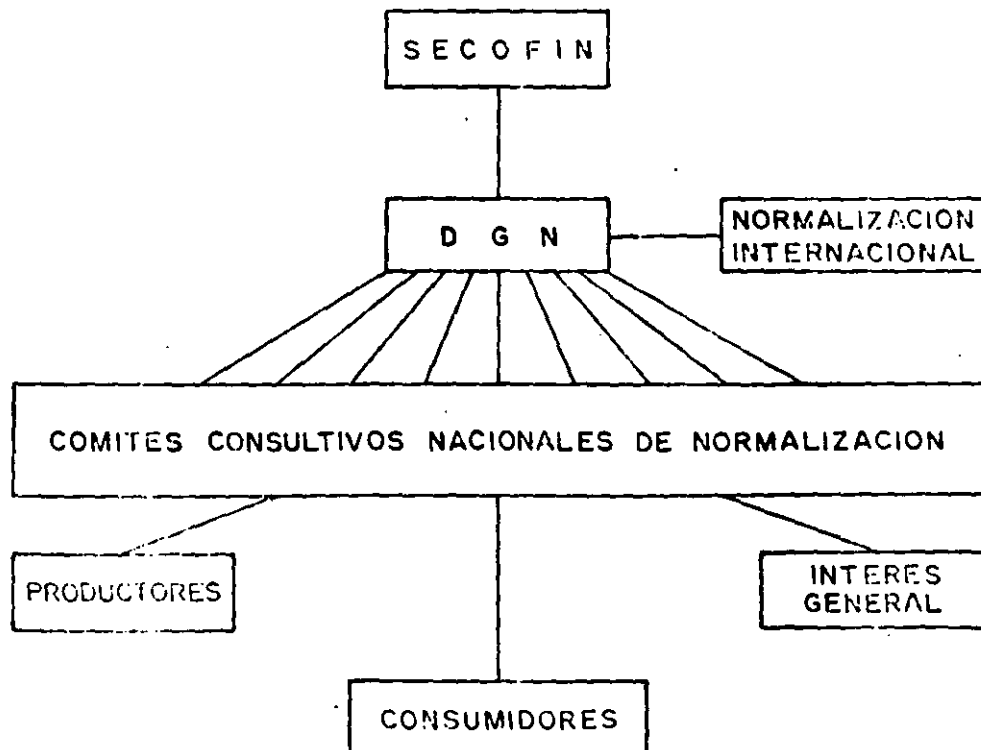 SECOFIN
D G N
NORMALIZACION
INTERNACIONAL
COMITES CONSULTIVOS NACIONALES DE NORMALIZACION
PRODUCTORES
INTERES
GENERAL
CONSUMIDORES